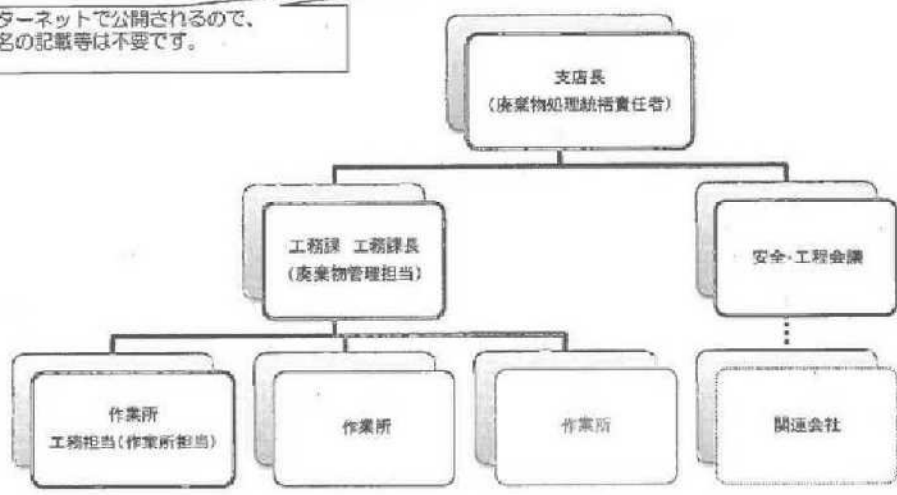 ターネットで公開されるので、
名の記載等は不要です。
支店長
(廃棄物処理統括責任者)
工務課 工務課長
(廃棄物管理担当)
安全・工程会議
作業所
工務担当(作業所担当)
作業所
作業所
関連会社